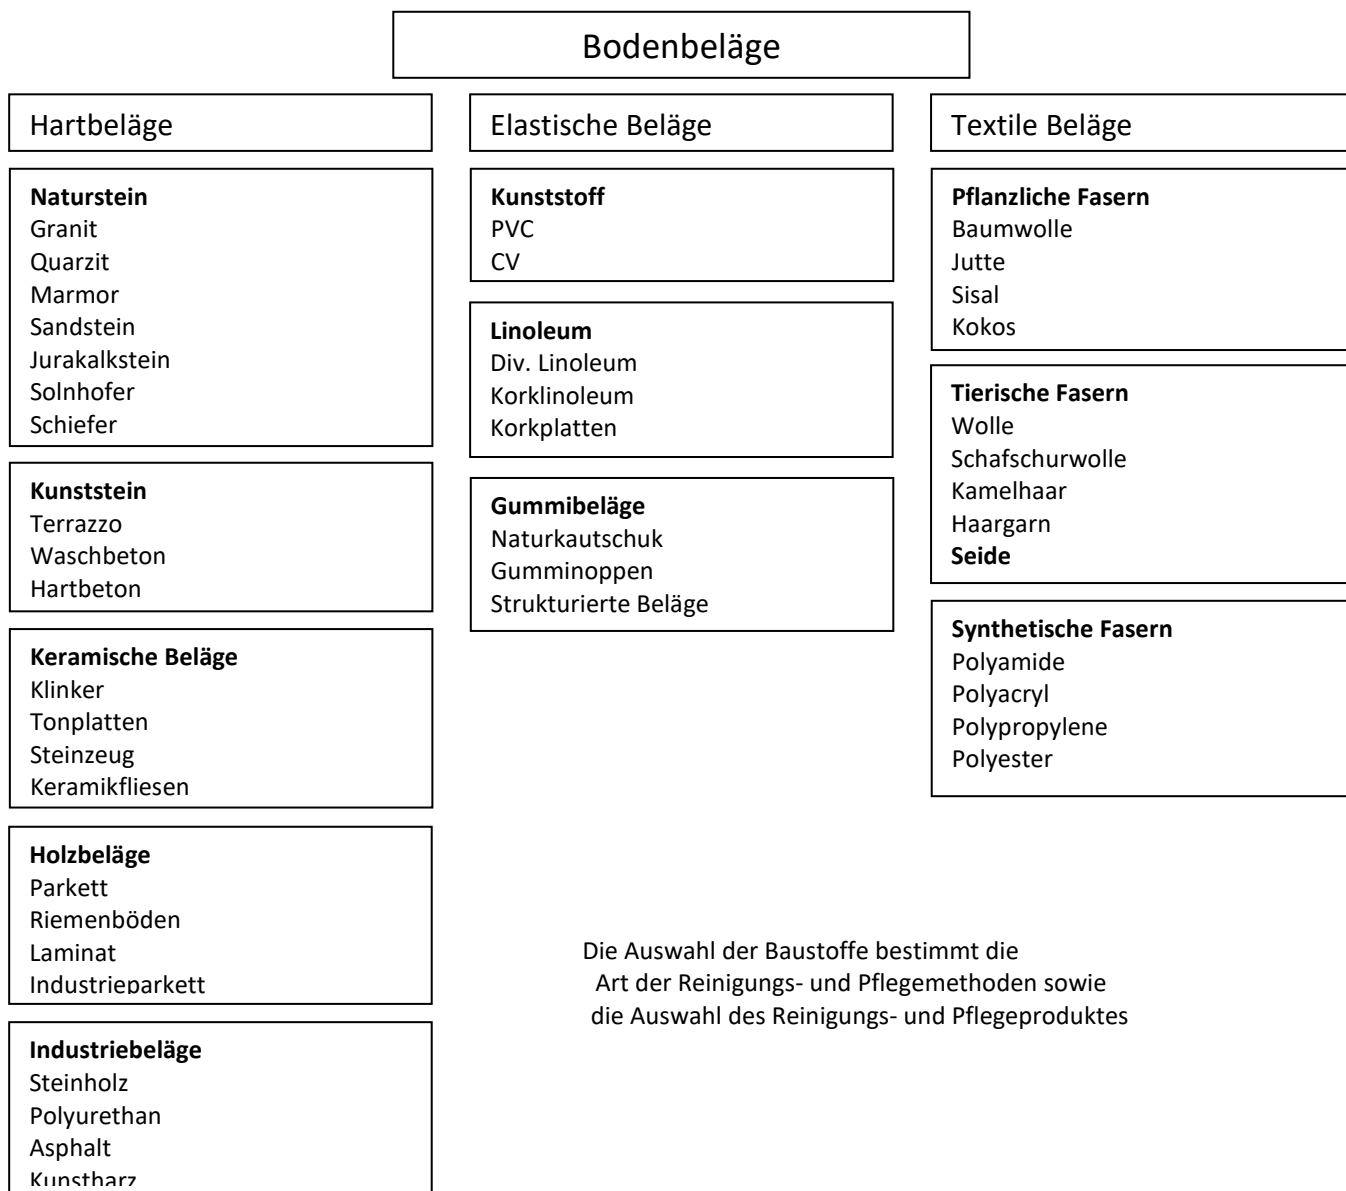 Bodenbeläge
Hartbeläge
Naturstein
Granit
Quarzit
Marmor
Sandstein
Jurakalkstein
Solnhofer
Schiefer
Kunststein
Terrazzo
Waschbeton
Hartbeton
Keramische Beläge
Klinker
Tonplatten
Steinzeug
Keramikfliesen
Holzbeläge
Parkett
Riemenböden
Laminat
Industrieparkett
Industriebeläge
Steinholz
Polyurethan
Asphalt
Kunstharz
Elastische Beläge
Kunststoff
PVC
CV
Linoleum
Div. Linoleum
Korklinoleum
Korkplatten
Gummibeläge
Naturkautschuk
Gumminoppen
Strukturierte Beläge
Textile Beläge
Pflanzliche Fasern
Baumwolle
Jutte
Sisal
Kokos
Tierische Fasern
Wolle
Schafschurwolle
Kamelhaar
Haargarn
Seide
Synthetische Fasern
Polyamide
Polyacryl
Polypropylene
Polyester
Die Auswahl der Baustoffe bestimmt die
Art der Reinigungs- und Pflegemethoden sowie
die Auswahl des Reinigungs- und Pflegeproduktes